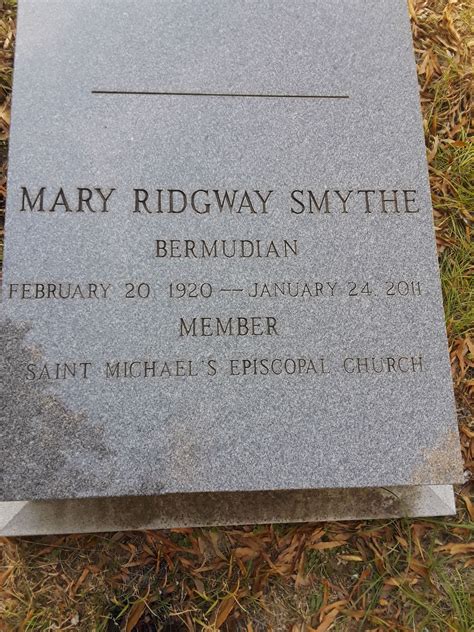 MARY RIDGWAY SMYTHE
BERMUDIAN
FEBRUARY 20 1920 — JANUARY 24, 2011
MEMBER
SAINT MICHAEL'S EPISCOPAL CHURCH